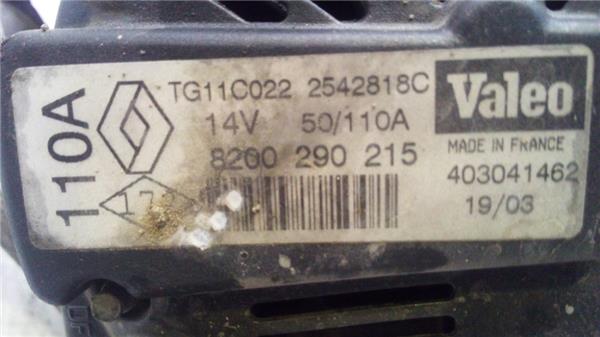 110A
TG11C022 2542818C
14V 50/110A
8200 290 215
Valeo
MADE IN FRANCE
403041462
19/03